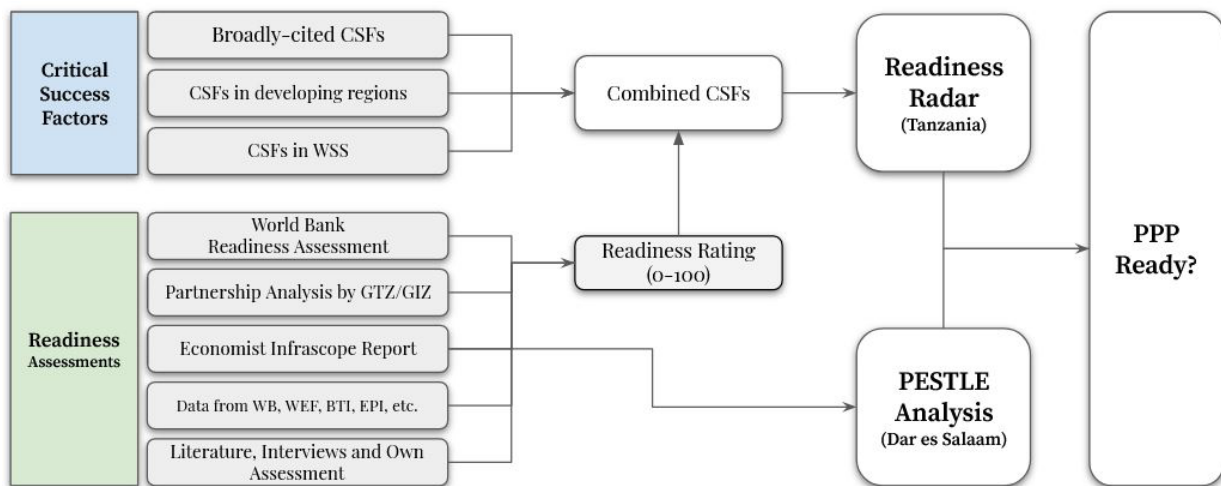 Critical
Success
Factors
Broadly-cited CSFs
CSFs in developing regions
CSFs in WSS
Combined CSFs
Readiness
Radar
(Tanzania)
PPP
Ready?
Readiness
Assessments
World Bank
Readiness Assessment
Partnership Analysis by GTZ/GIZ
Economist Infrascope Report
Data from WB, WEF, BTI, EPI, etc.
Literature, Interviews and Own
Assessment
Readiness Rating
(0-100)
PESTLE
Analysis
(Dar es Salaam)